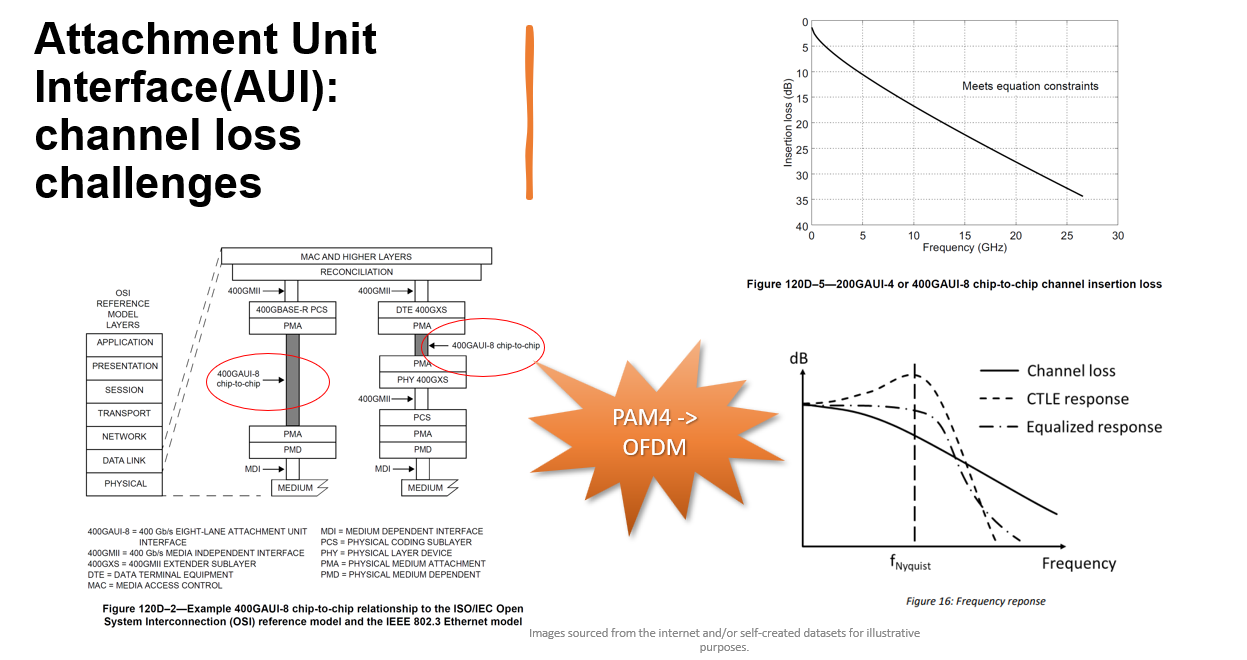 Attachment Unit
Interface(AUI):
channel loss
challenges
0
5
10
15
20
25
30
35
40
Insertion loss (dB)
Meets equation constraints
0 5 10 15 20 25 30
Frequency (GHz)
Figure 120D–5—200GAUI-4 or 400GAUI-8 chip-to-chip channel insertion loss
OSI
REFERENCE
MODEL
LAYERS
APPLICATION
PRESENTATION
SESSION
TRANSPORT
NETWORK
DATA LINK
PHYSICAL
MAC AND HIGHER LAYERS
RECONCILIATION
400GMII
400GBASE-R PCS
PMA
400GAUI-8
chip-to-chip
PMA
PMD
MDI
MEDIUM
400GMII
DTE 400GXS
PMA
400GAUI-8 chip-to-chip
PMA
PHY 400GXS
400GMII
PCS
PMA
PMD
MDI
MEDIUM
400GAUI-8 = 400 Gb/s EIGHT-LANE ATTACHMENT UNIT
INTERFACE
400GMII = 400 Gb/s MEDIA INDEPENDENT INTERFACE
400GXS = 400GMII EXTENDER SUBLAYER
DTE = DATA TERMINAL EQUIPMENT
MAC = MEDIA ACCESS CONTROL
MDI = MEDIUM DEPENDENT INTERFACE
PCS = PHYSICAL CODING SUBLAYER
PHY = PHYSICAL LAYER DEVICE
PMA = PHYSICAL MEDIUM ATTACHMENT
PMD = PHYSICAL MEDIUM DEPENDENT
Figure 120D–2—Example 400GAUI-8 chip-to-chip relationship to the ISO/IEC Open
System Interconnection (OSI) reference model and the IEEE 802.3 Ethernet model
PAM4 ->
OFDM
dB
Channel loss
CTLE response
Equalized response
fNyquist
Frequency
Figure 16: Frequency reponse
Images sourced from the internet and/or self-created datasets for illustrative
purposes.